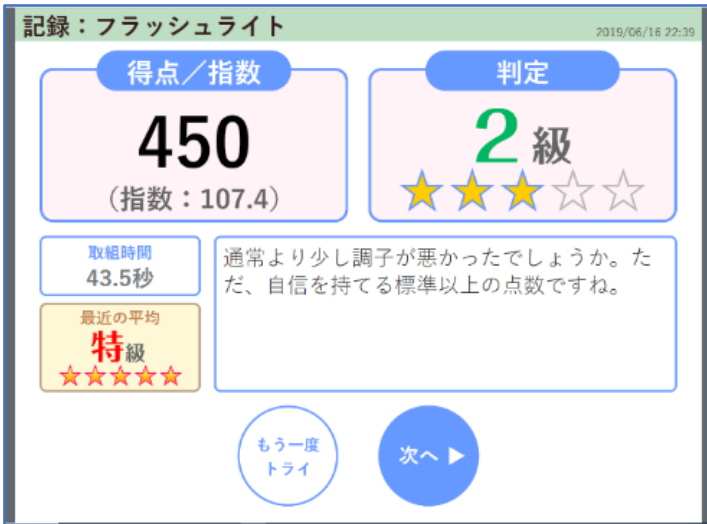 記録：フラッシュライト
2019/06/16 22:39
得点／指数
450
（指数：107.4）
判定
2級
取組時間
43.5秒
最近の平均
特級
通常より少し調子が悪かったでしょうか。た
だ、自信を持てる標準以上の点数ですね。
もう一度
トライ
次へ ▶